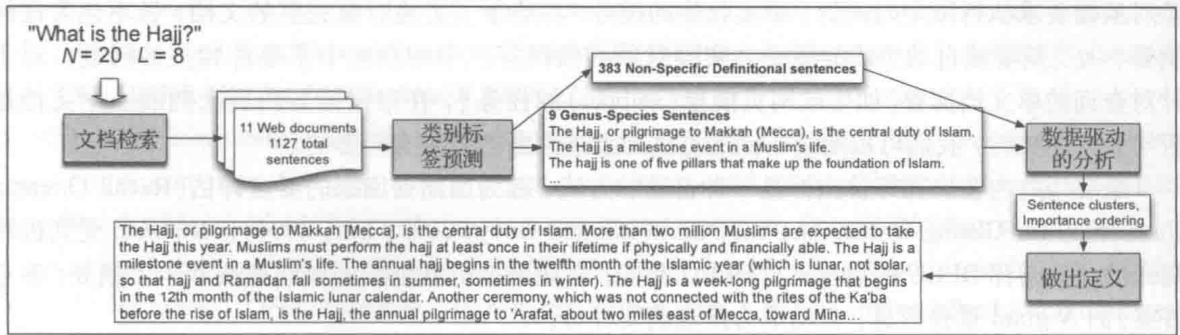 "What is the Hajj?"
N = 20 L = 8
文档检索
11 Web documents
1127 total
sentences
类别标
签预测
383 Non-Specific Definitional sentences
9 Genus-Species Sentences
The Hajj, or pilgrimage to Makkah (Mecca), is the central duty of Islam.
The Hajj is a milestone event in a Muslim's life.
The hajj is one of five pillars that make up the foundation of Islam.
数据驱动
的分析
Sentence clusters,
Importance ordering
做出定义
The Hajj, or pilgrimage to Makkah [Mecca], is the central duty of Islam. More than two million Muslims are expected to take
the Hajj this year. Muslims must perform the hajj at least once in their lifetime if physically and financially able. The Hajj is a
milestone event in a Muslim's life. The annual hajj begins in the twelfth month of the Islamic year (which is lunar, not solar,
so that hajj and Ramadan fall sometimes in summer, sometimes in winter). The Hajj is a week-long pilgrimage that begins
in the 12th month of the Islamic lunar calendar. Another ceremony, which was not connected with the rites of the Ka'ba
before the rise of Islam, is the Hajj, the annual pilgrimage to 'Arafat, about two miles east of Mecca, toward Mina…